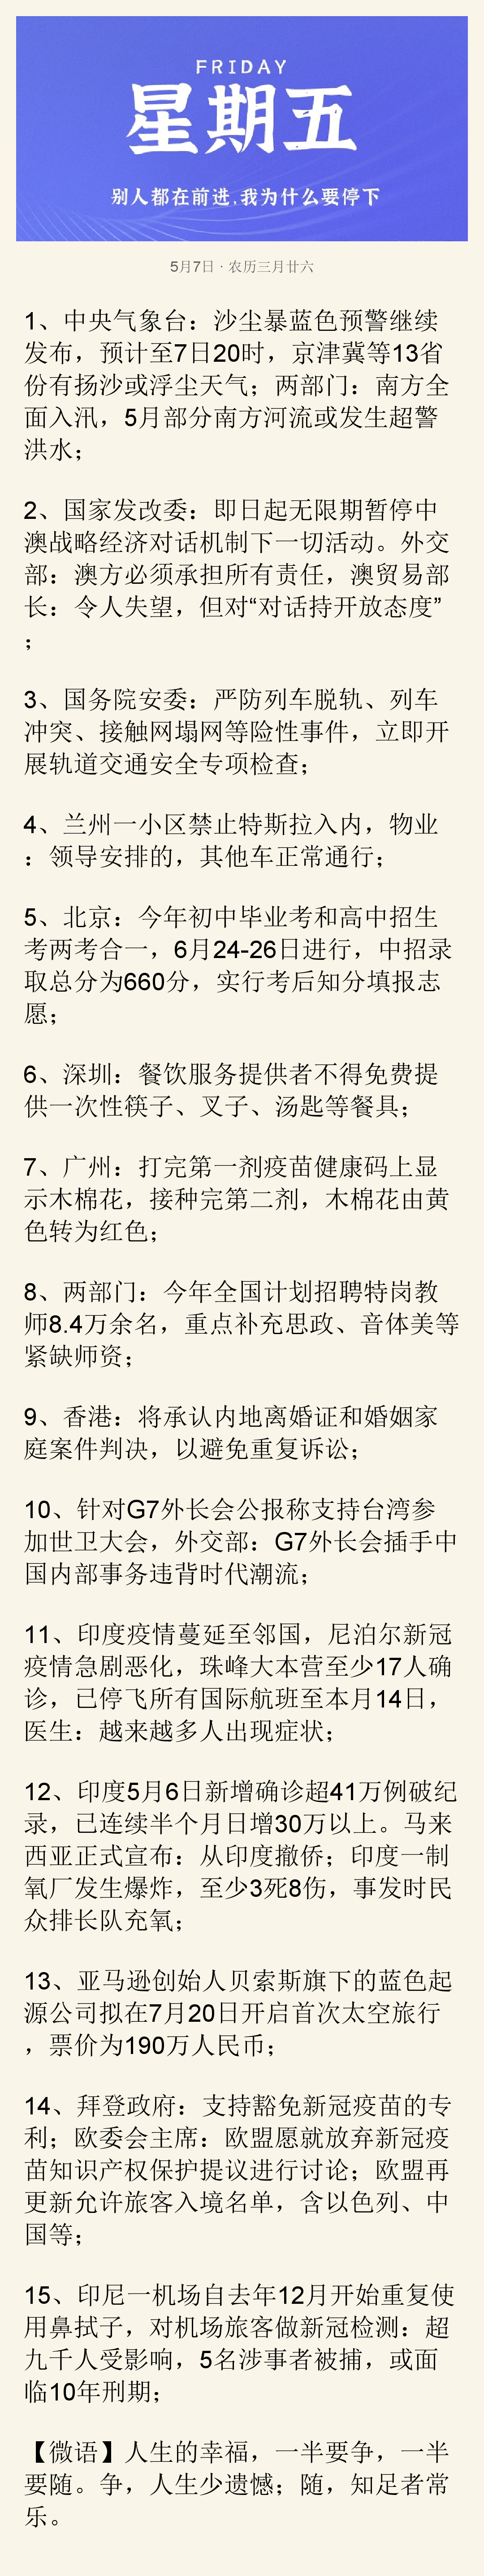 FRIDAY
星期五
别人都在前进,我为什么要停下
5月7日 · 农历三月廿六
1、中央气象台：沙尘暴蓝色预警继续
发布，预计至7日20时，京津冀等13省
份有扬沙或浮尘天气；两部门：南方全
面入汛，5月部分南方河流或发生超警
洪水；
2、国家发改委：即日起无限期暂停中
澳战略经济对话机制下一切活动。外交
部：澳方必须承担所有责任，澳贸易部
长：令人失望，但对“对话持开放态度”
；
3、国务院安委：严防列车脱轨、列车
冲突、接触网塌网等险性事件，立即开
展轨道交通安全专项检查；
4、兰州一小区禁止特斯拉入内，物业
：领导安排的，其他车正常通行；
5、北京：今年初中毕业考和高中招生
考两考合一，6月24-26日进行，中招录
取总分为660分，实行考后知分填报志
愿；
6、深圳：餐饮服务提供者不得免费提
供一次性筷子、叉子、汤匙等餐具；
7、广州：打完第一剂疫苗健康码上显
示木棉花，接种完第二剂，木棉花由黄
色转为红色；
8、两部门：今年全国计划招聘特岗教
师8.4万余名，重点补充思政、音体美等
紧缺师资；
9、香港：将承认内地离婚证和婚姻家
庭案件判决，以避免重复诉讼；
10、针对G7外长会公报称支持台湾参
加世卫大会，外交部：G7外长会插手中
国内部事务违背时代潮流；
11、印度疫情蔓延至邻国，尼泊尔新冠
疫情急剧恶化，珠峰大本营至少17人确
诊，已停飞所有国际航班至本月14日，
医生：越来越多人出现症状；
12、印度5月6日新增确诊超41万例破纪
录，已连续半个月日增30万以上。马来
西亚正式宣布：从印度撤侨；印度一制
氧厂发生爆炸，至少3死8伤，事发时民
众排长队充氧；
13、亚马逊创始人贝索斯旗下的蓝色起
源公司拟在7月20日开启首次太空旅行
，票价为190万人民币；
14、拜登政府：支持豁免新冠疫苗的专
利；欧委会主席：欧盟愿就放弃新冠疫
苗知识产权保护提议进行讨论；欧盟再
更新允许旅客入境名单，含以色列、中
国等；
15、印尼一机场自去年12月开始重复使
用鼻拭子，对机场旅客做新冠检测：超
九千人受影响，5名涉事者被捕，或面
临10年刑期；
【微语】人生的幸福，一半要争，一半
要随。争，人生少遗憾；随，知足者常
乐。